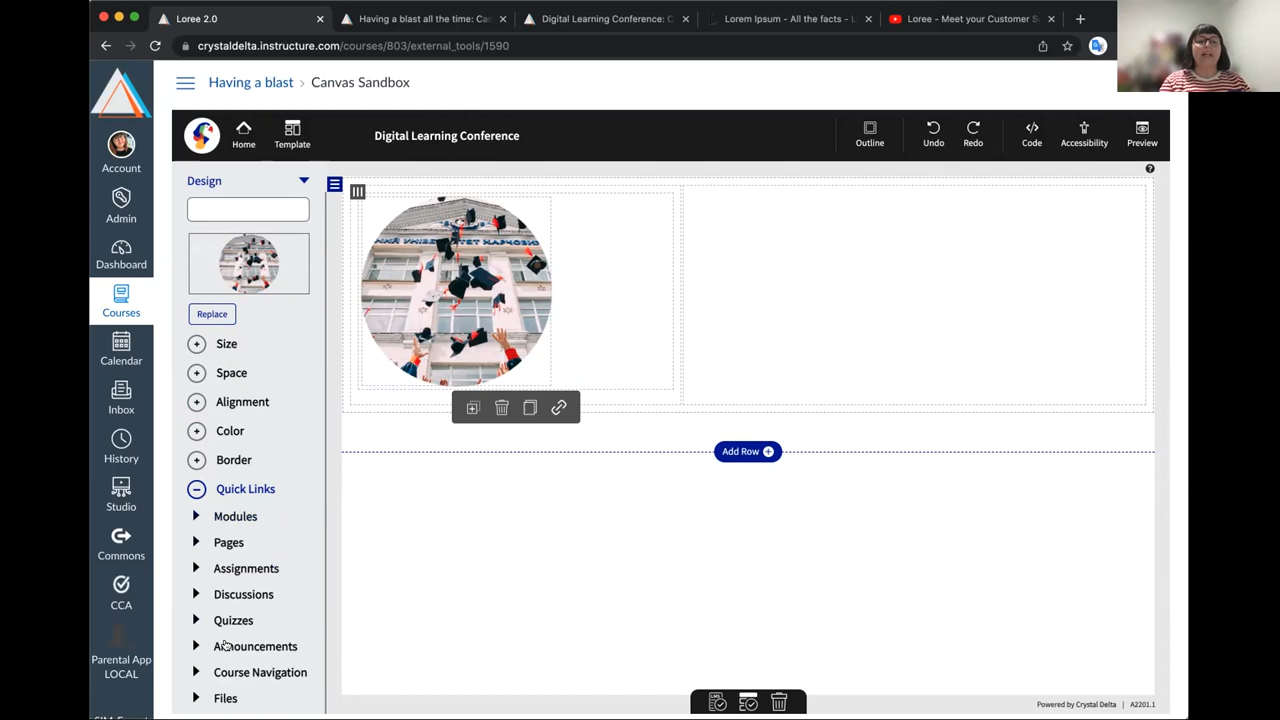 Loree 2.0
Having a blast all the time: Ca
Digital Learning Conference: C
Lorem Ipsum - All the facts - L
Loree - Meet your Customer S
crystaldelta.instructure.com/courses/803/external_tools/1590
Having a blast > Canvas Sandbox
Account
Admin
Dashboard
Courses
Calendar
Inbox
History
Studio
Commons
CCA
Parental App
LOCAL
Home
Template
Digital Learning Conference
Outline
Undo
Redo
Code
Accessibility
Preview
Design
Replace
Size
Space
Alignment
Color
Border
Quick Links
Modules
Pages
Assignments
Discussions
Quizzes
Announcements
Course Navigation
Files
Add Row
Powered by Crystal Delta | A2201.1